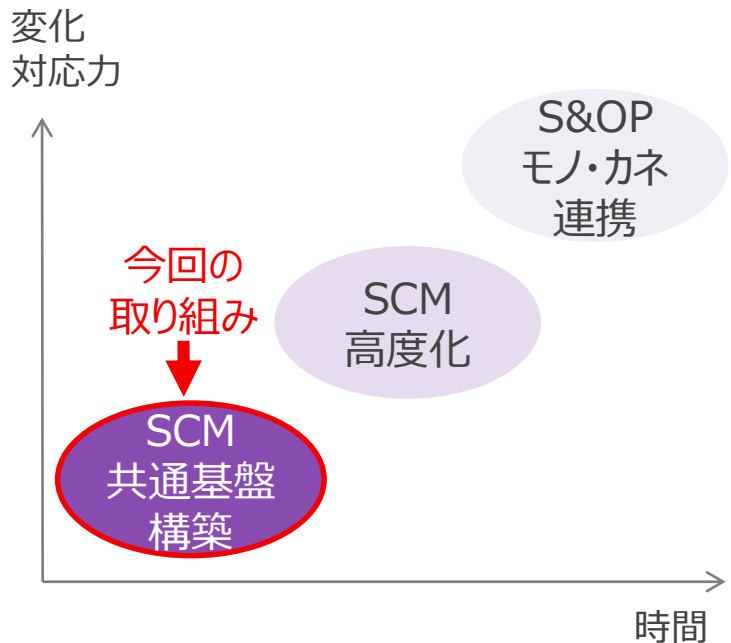 変化
対応力
S&OP
モノ・カネ
連携
今回の
取り組み
SCM
高度化
SCM
共通基盤
構築
時間